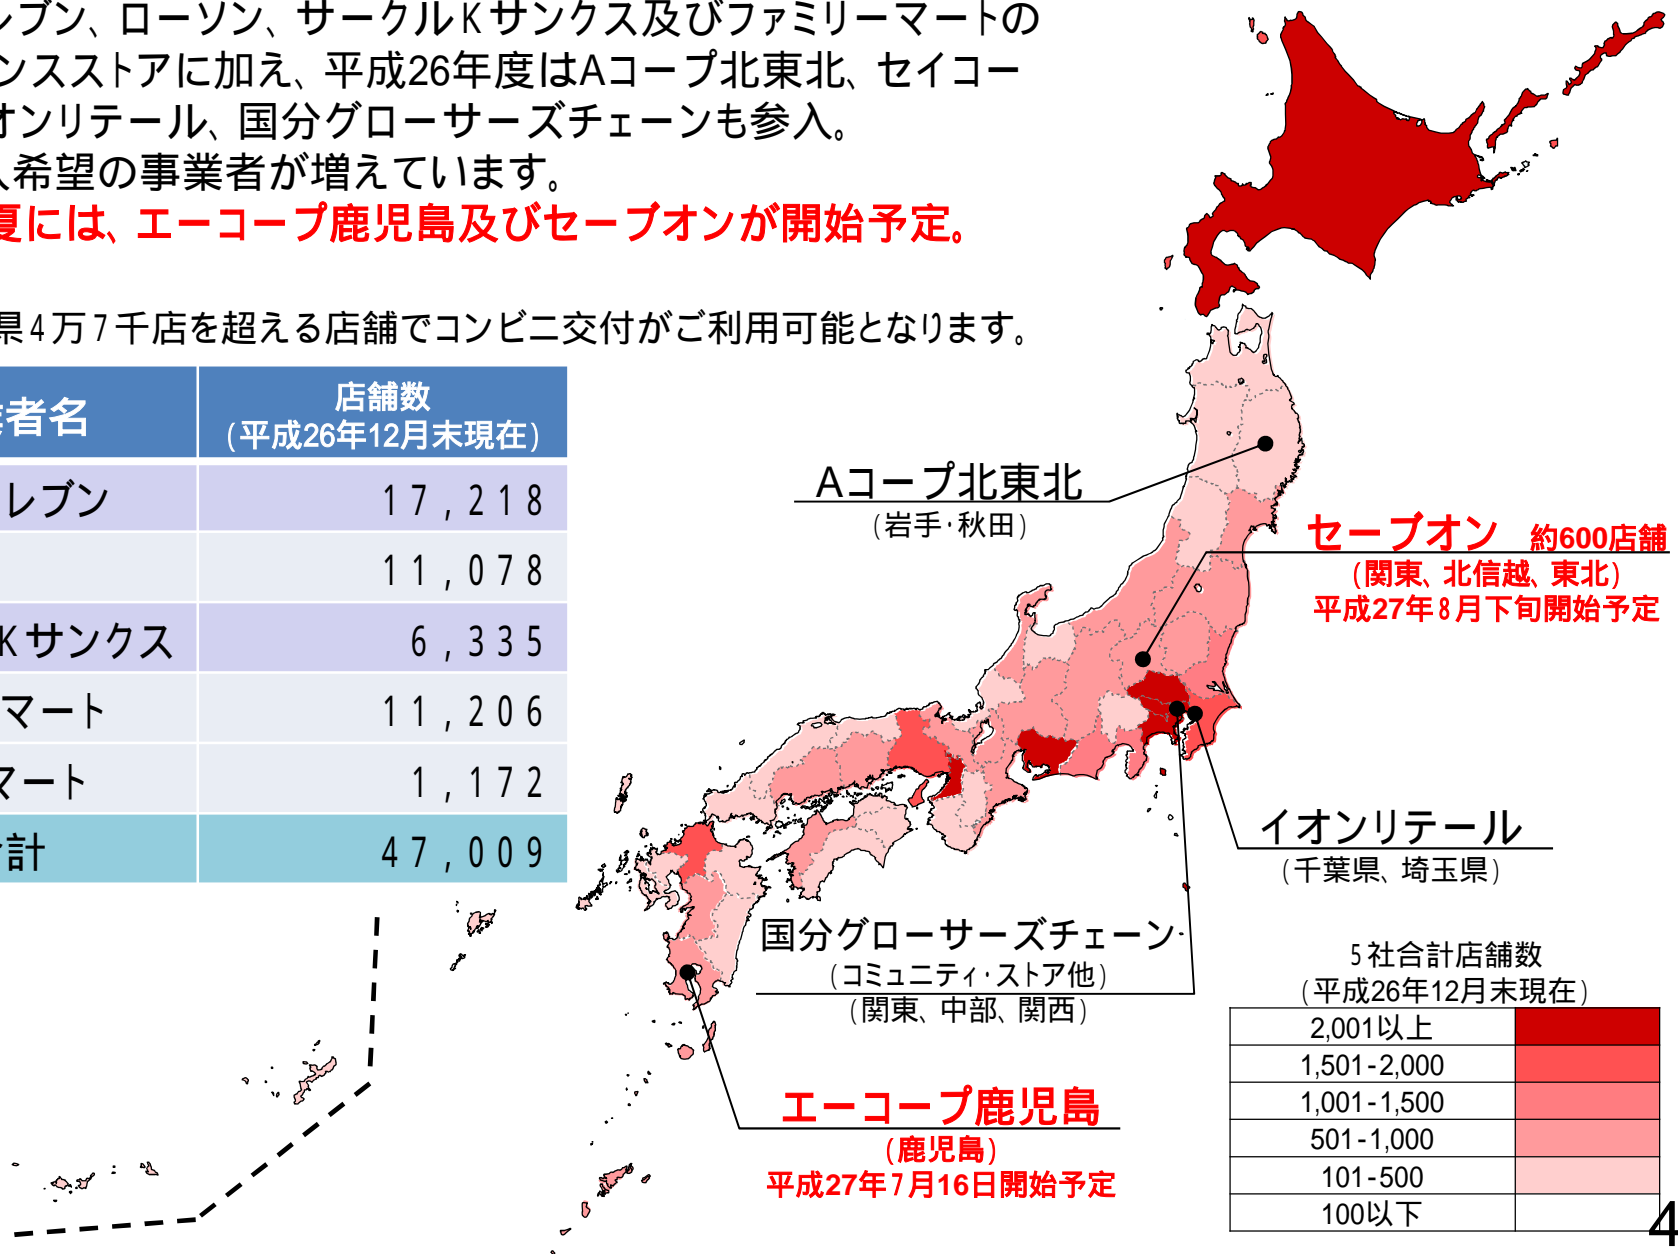 レブン、ローソン、サークルKサンクス及びファミリーマートの
ンスストアに加え、平成26年度はAコープ北東北、セイコー
オンリテール、国分グローサーズチェーンも参入。
希望の事業者が増えています。
夏には、エーコープ鹿児島及びセーブオンが開始予定。
県4万7千店を超える店舗でコンビニ交付がご利用可能となります。
者名 店舗数
(平成26年12月末現在)
レブン 17,218
11,078
Kサンクス 6,335
マート 11,206
マート 1,172
計 47,009
Aコープ北東北
(岩手・秋田)
セーブオン 約600店舗
(関東、北信越、東北)
平成27年8月下旬開始予定
イオンリテール
(千葉県、埼玉県)
国分グローサーズチェーン
(コミュニティ・ストア他)
(関東、中部、関西)
エーコープ鹿児島
(鹿児島)
平成27年7月16日開始予定
5社合計店舗数
(平成26年12月末現在)
2,001以上
1,501-2,000
1,001-1,500
501-1,000
101-500
100以下
4